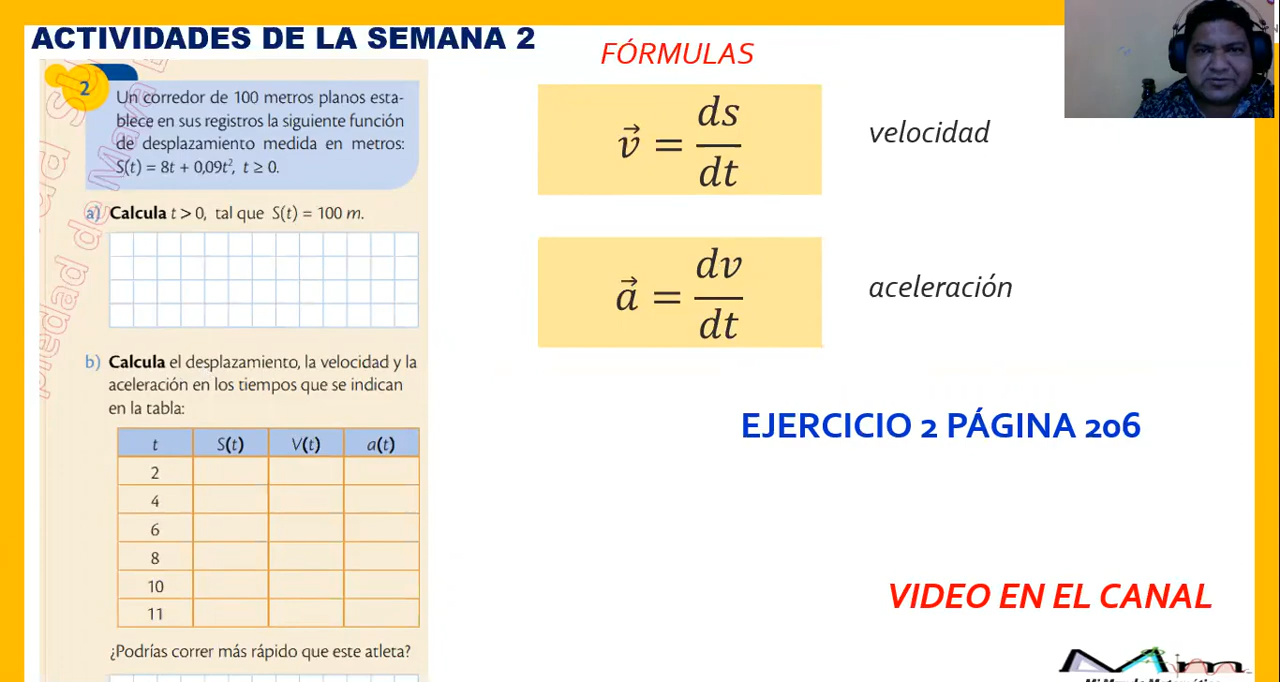 ACTIVIDADES DE LA SEMANA 2
2
Un corredor de 100 metros planos esta-
blece en sus registros la siguiente función
de desplazamiento medida en metros:
S(t) = 8t + 0,09t², t ≥ 0.
a) Calcula t > 0, tal que S(t) = 100 m.
b) Calcula el desplazamiento, la velocidad y la
aceleración en los tiempos que se indican
en la tabla:
t S(t) V(t) a(t)
2
4
6
8
10
11
¿Podrías correr más rápido que este atleta?
FÓRMULAS
v⃗ = ds/dt
velocidad
a⃗ = dv/dt
aceleración
EJERCICIO 2 PÁGINA 206
VIDEO EN EL CANAL